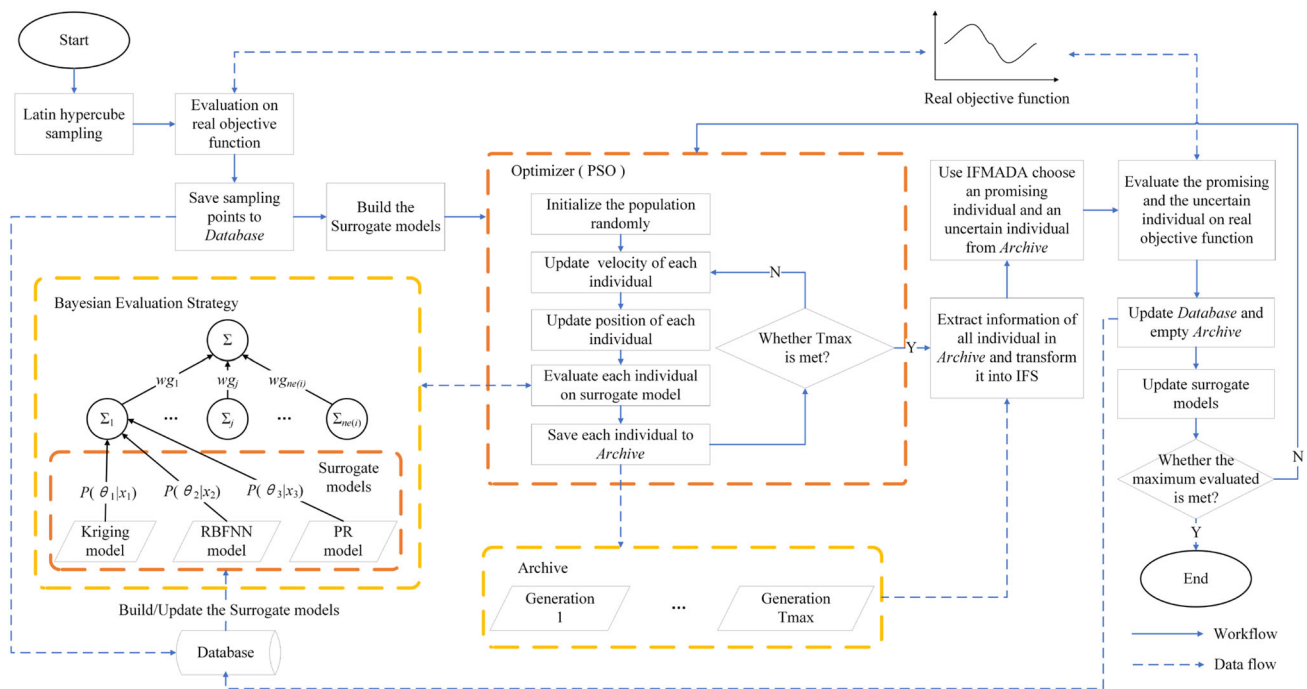 Start
Latin hypercube
sampling
Evaluation on
real objective
function
Save sampling
points to
Database
Build the
Surrogate models
Real objective function
Optimizer ( PSO )
Initialize the population
randomly
Update velocity of each
individual
Update position of each
individual
Evaluate each individual
on surrogate model
Save each individual to
Archive
Whether Tmax
is met?
N
Y
Use IFMADA choose
an promising
individual and an
uncertain individual
from Archive
Extract information of
all individual in
Archive and transform
it into IFS
Evaluate the promising
and the uncertain
individual on real
objective function
Update Database and
empty Archive
Update surrogate
models
Whether the
maximum evaluated
is met?
N
Y
End
Bayesian Evaluation Strategy
Σ
wg₁ wgⱼ wgₙₑ₍ᵢ₎
Σ₁ ··· Σⱼ ··· Σₙₑ₍ᵢ₎
Surrogate
models
P( θ₁|x₁) P( θ₂|x₂) P( θ₃|x₃)
Kriging
model
RBFNN
model
PR
model
Build/Update the Surrogate models
Database
Archive
Generation
1
···
Generation
Tmax
Workflow
Data flow